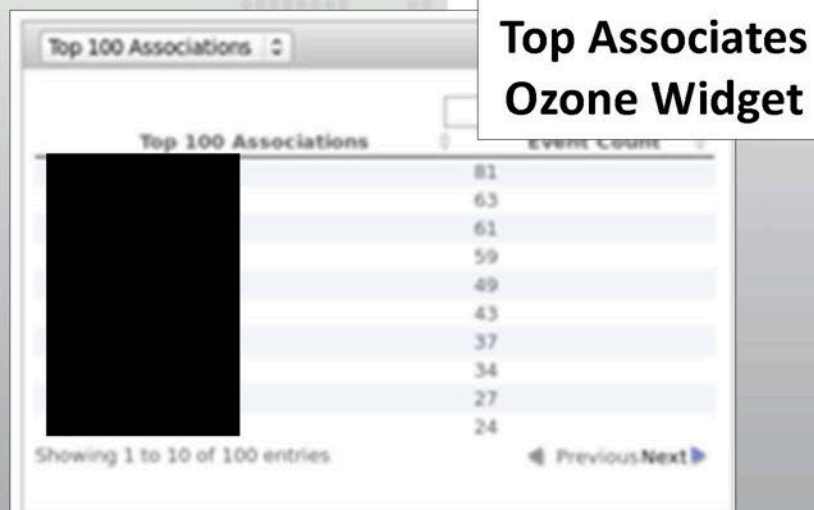 Top Associates
Ozone Widget
Top 100 Associations
Top 100 Associations Event Count
81
63
61
59
49
43
37
34
27
24
Showing 1 to 10 of 100 entries Previous Next